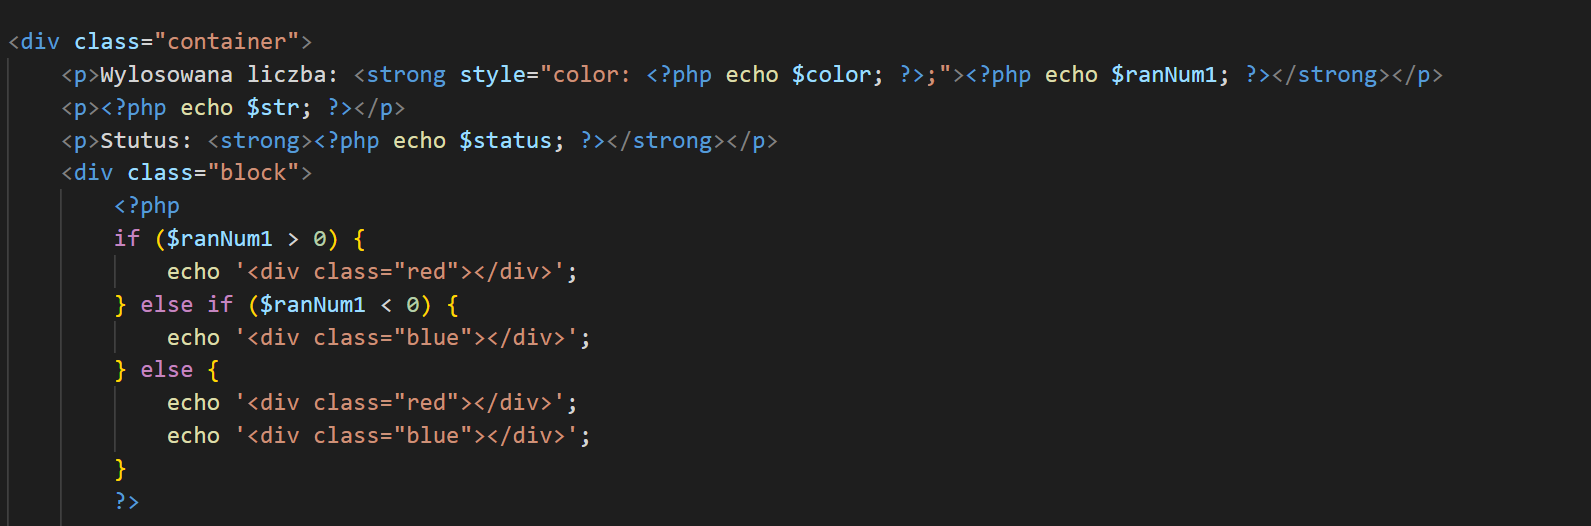 <div class="container">
    <p>Wylosowana liczba: <strong style="color: <?php echo $color; ?>;"><?php echo $ranNum1; ?></strong></p>
    <p><?php echo $str; ?></p>
    <p>Stutus: <strong><?php echo $status; ?></strong></p>
    <div class="block">
        <?php
        if ($ranNum1 > 0) {
            echo '<div class="red"></div>';
        } else if ($ranNum1 < 0) {
            echo '<div class="blue"></div>';
        } else {
            echo '<div class="red"></div>';
            echo '<div class="blue"></div>';
        }
        ?>